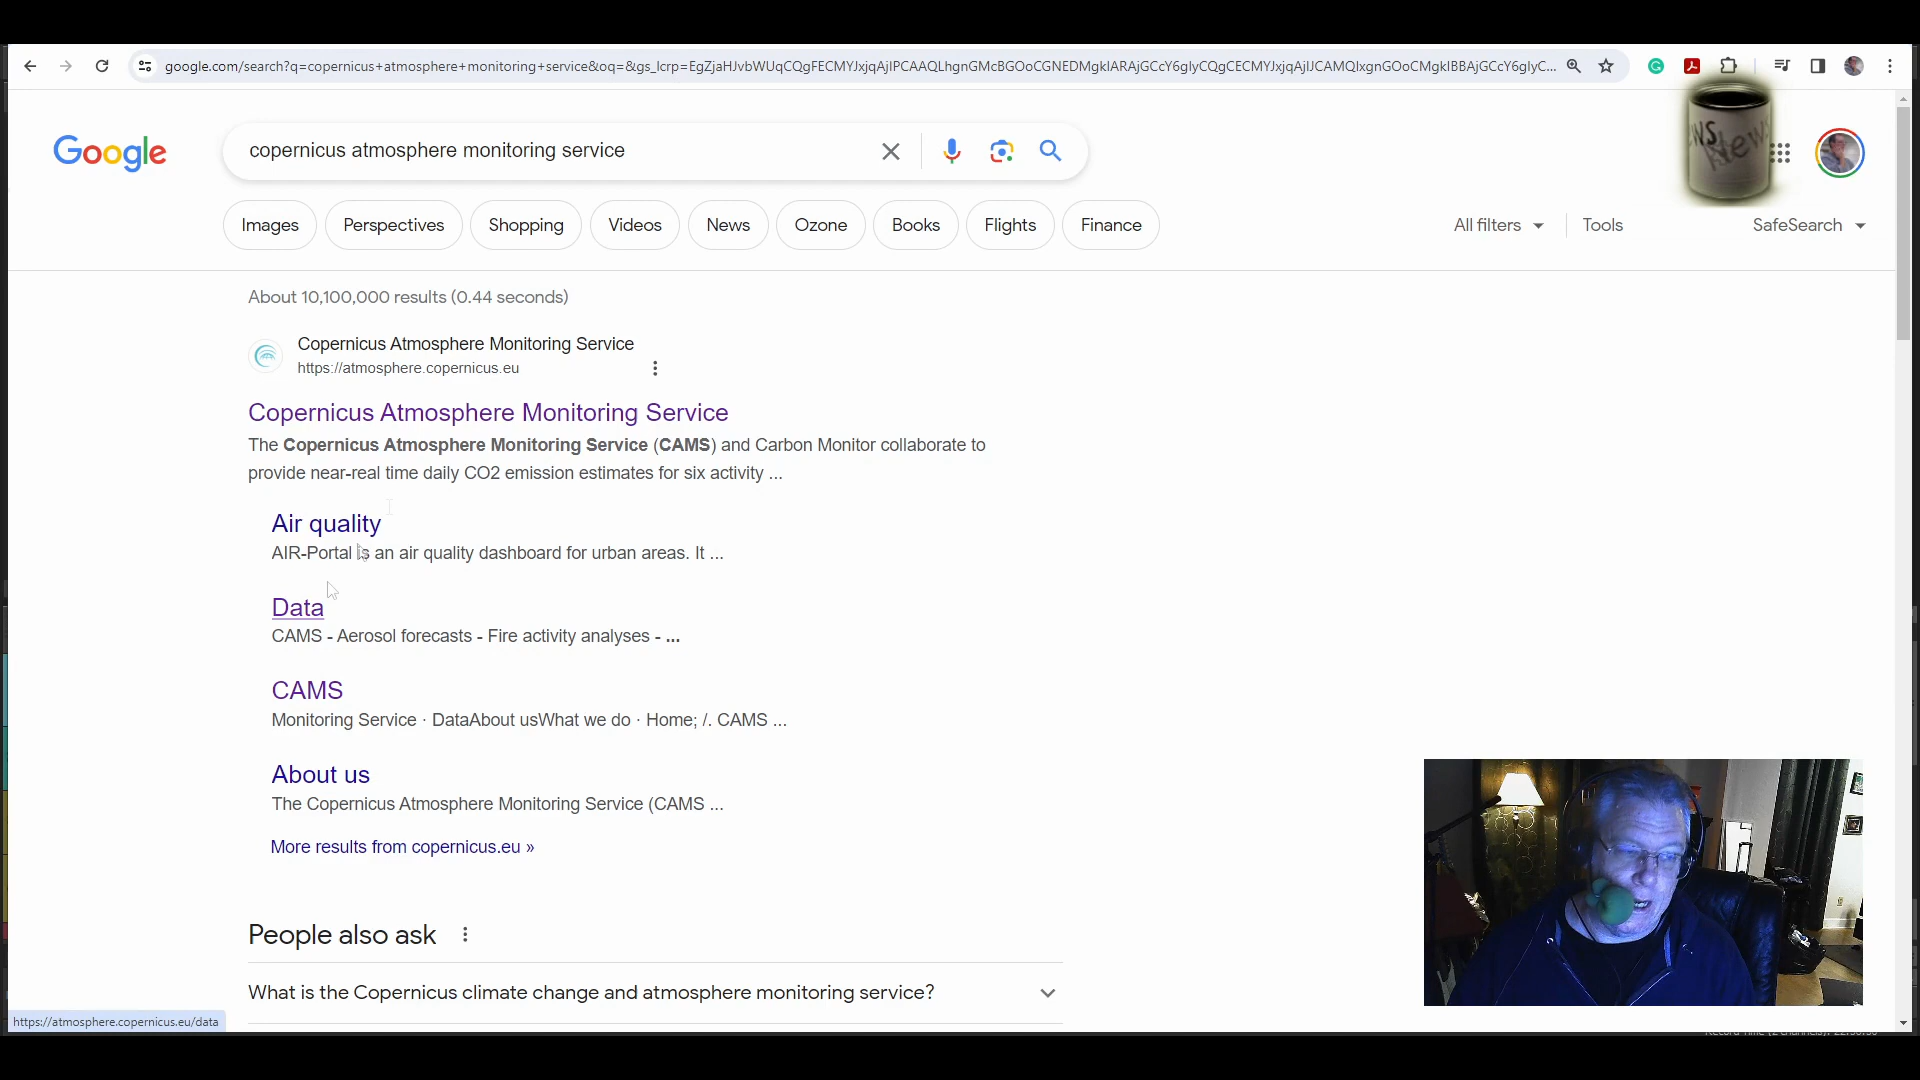 google.com/search?q=copernicus+atmosphere+monitoring+service&oq=&gs_lcrp=EgZjaHJvbWUqCQgFECMYJxjqAjIPCAAQLhgnGMcBGOoCGNEDMgkIARAjGCcY6gIyCQgCECMYJxjqAjIJCAMQIxgnGOoCMgkIBBAjGCcY6gIyC...
Google
copernicus atmosphere monitoring service
Images
Perspectives
Shopping
Videos
News
Ozone
Books
Flights
Finance
All filters
Tools
SafeSearch
WS
News
About 10,100,000 results (0.44 seconds)
Copernicus Atmosphere Monitoring Service
https://atmosphere.copernicus.eu
Copernicus Atmosphere Monitoring Service
The Copernicus Atmosphere Monitoring Service (CAMS) and Carbon Monitor collaborate to
provide near-real time daily CO2 emission estimates for six activity ...
Air quality
AIR-Portal is an air quality dashboard for urban areas. It ...
Data
CAMS - Aerosol forecasts - Fire activity analyses - ...
CAMS
Monitoring Service · DataAbout usWhat we do · Home; /. CAMS ...
About us
The Copernicus Atmosphere Monitoring Service (CAMS ...
More results from copernicus.eu »
People also ask
What is the Copernicus climate change and atmosphere monitoring service?
https://atmosphere.copernicus.eu/data